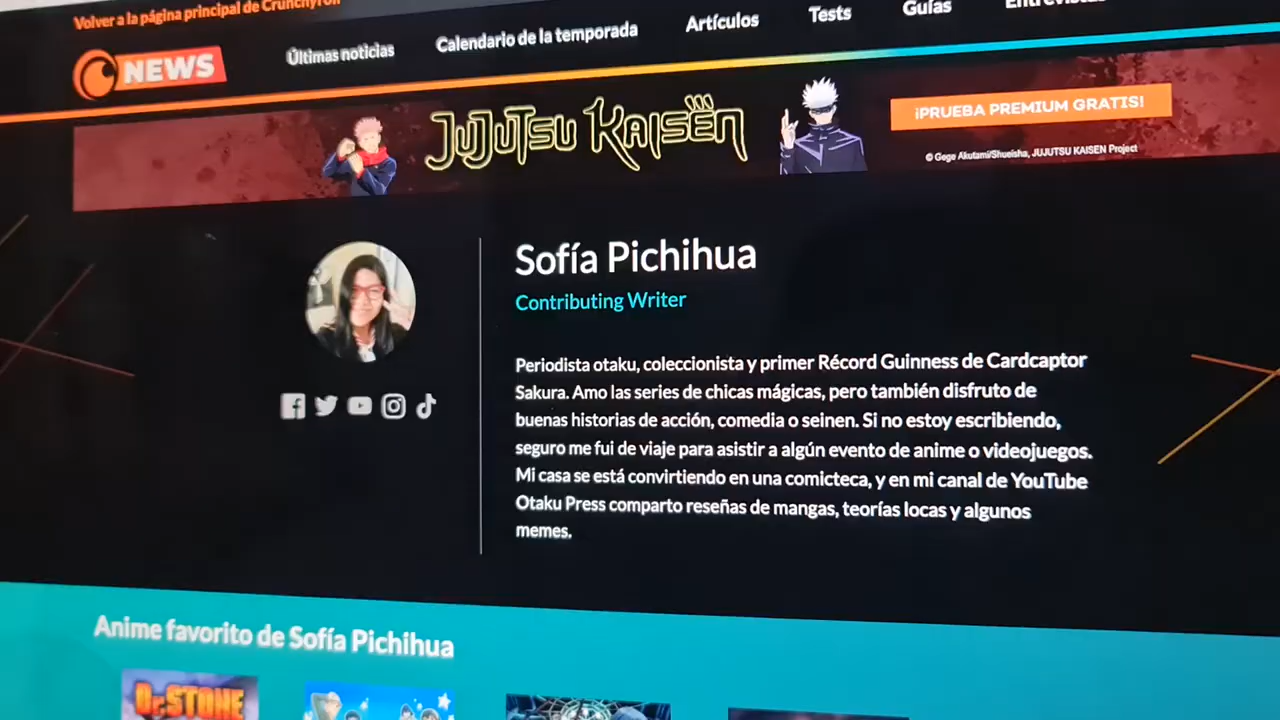 Volver a la página principal de Crunchyroll
NEWS
Últimas noticias
Calendario de la temporada
Artículos
Tests
Guías
Entrevistas
JUJUTSU KAISEN
¡PRUEBA PREMIUM GRATIS!
© Gege Akutami/Shueisha, JUJUTSU KAISEN Project
Sofía Pichihua
Contributing Writer
Periodista otaku, coleccionista y primer Récord Guinness de Cardcaptor
Sakura. Amo las series de chicas mágicas, pero también disfruto de
buenas historias de acción, comedia o seinen. Si no estoy escribiendo,
seguro me fui de viaje para asistir a algún evento de anime o videojuegos.
Mi casa se está convirtiendo en una comicteca, y en mi canal de YouTube
Otaku Press comparto reseñas de mangas, teorías locas y algunos
memes.
Anime favorito de Sofía Pichihua
Dr.STONE